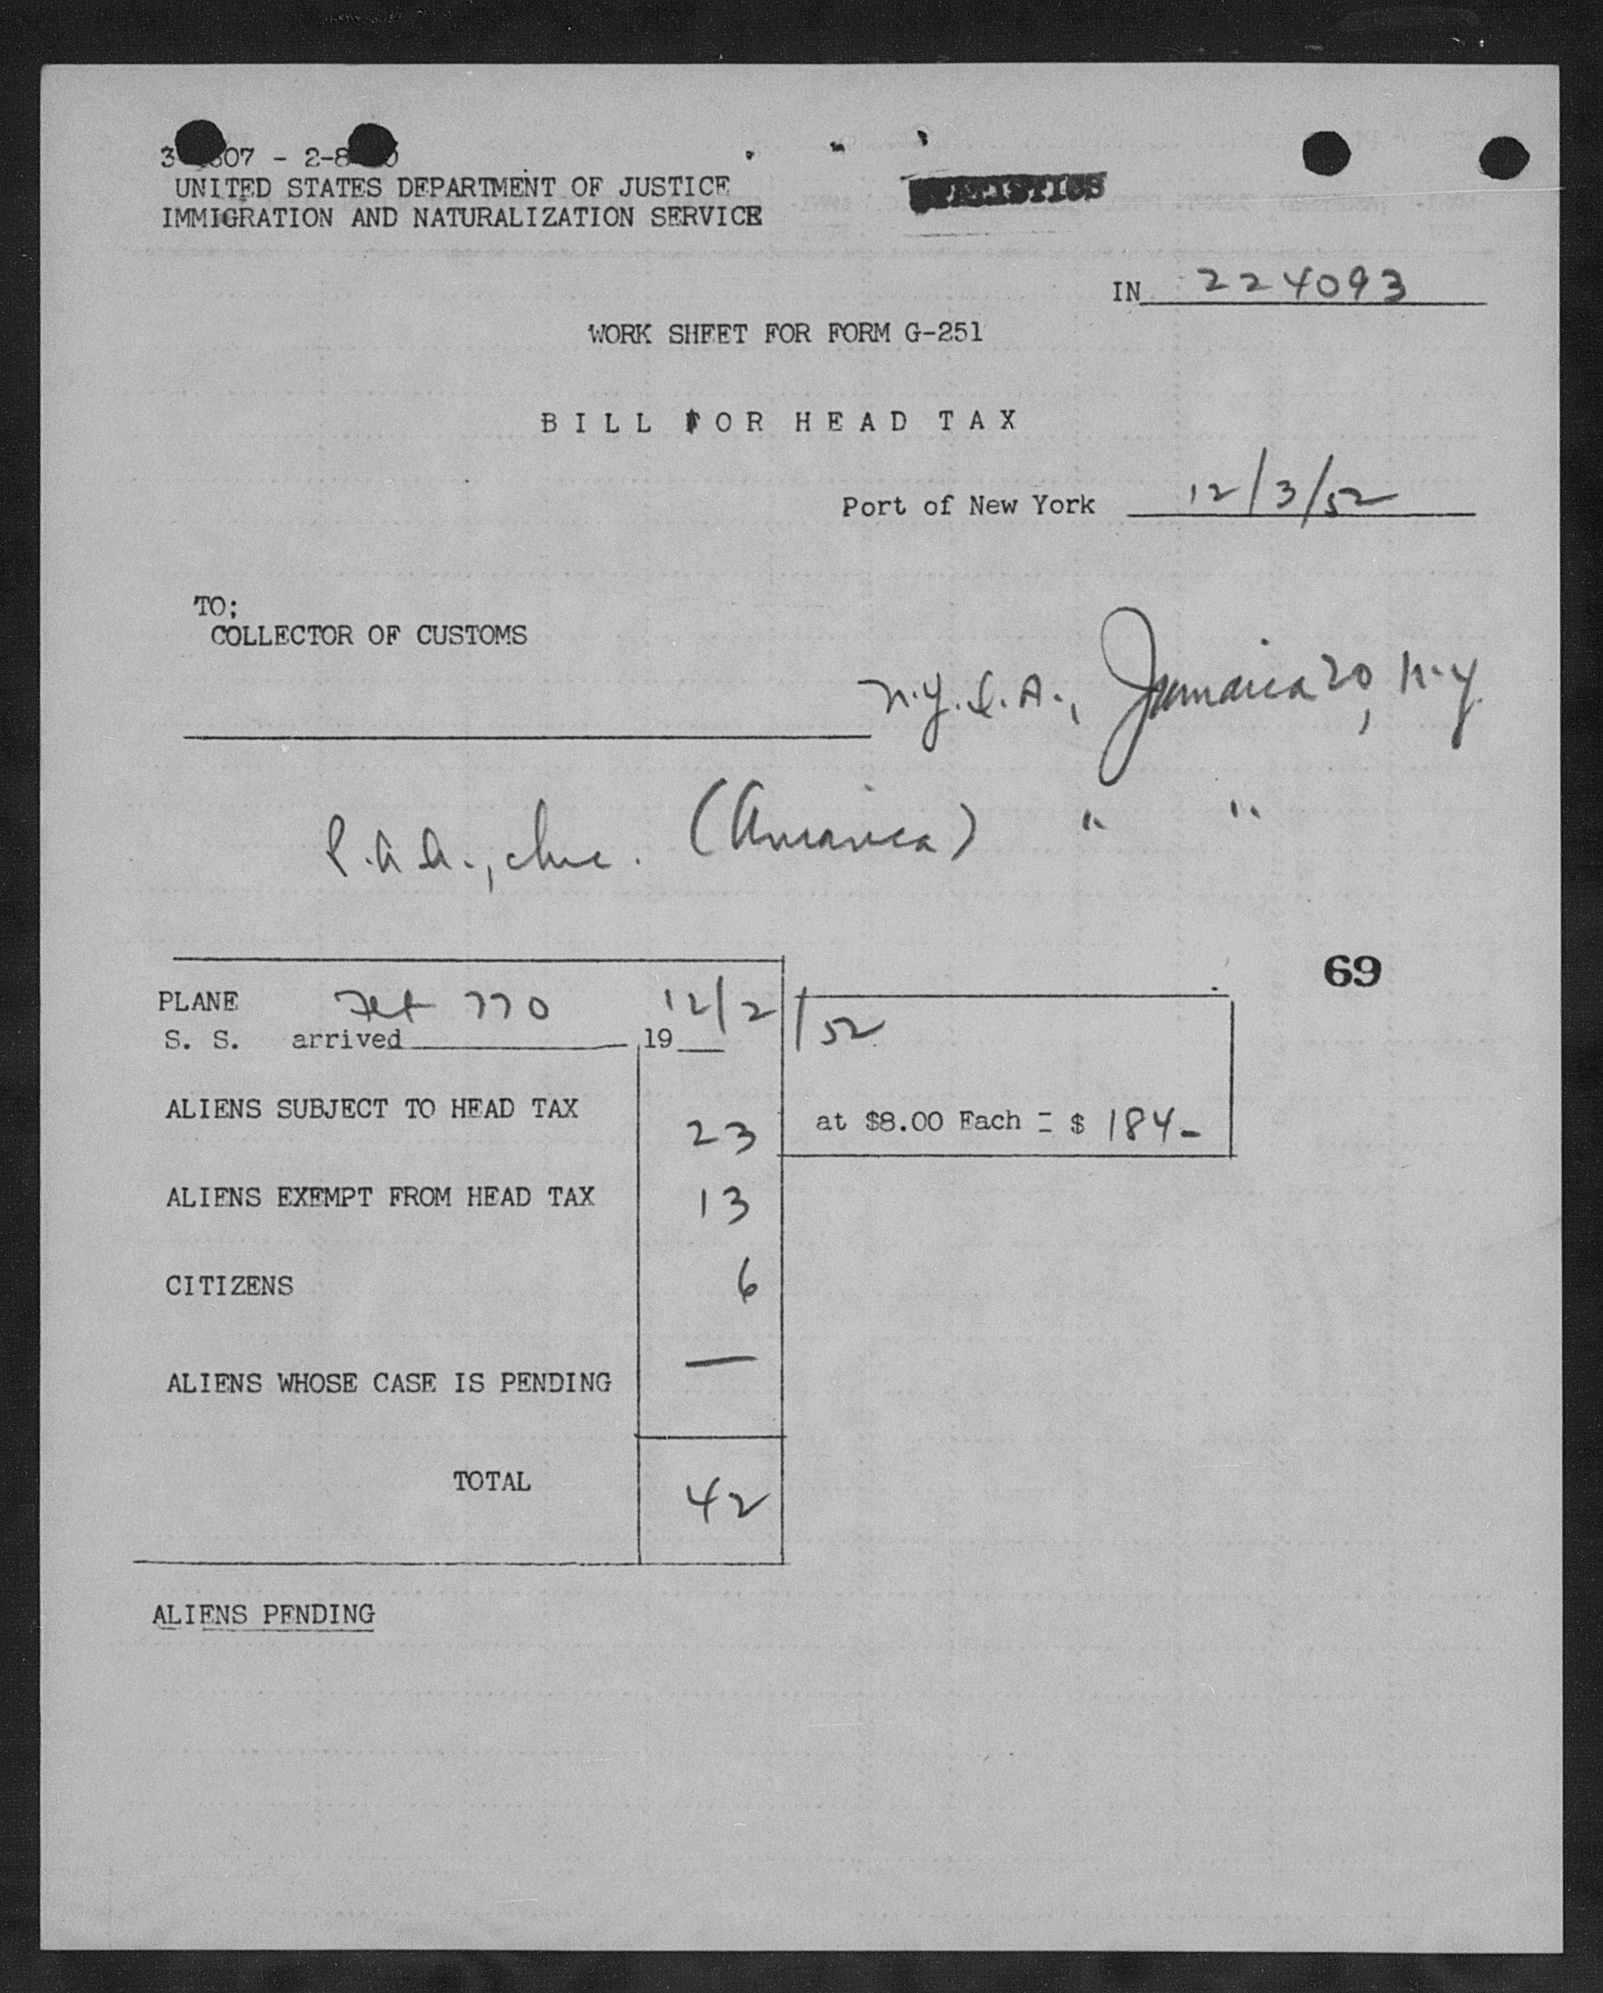 UNITED STATES DEPARTMENT OF JUSTICE
IMMIGRATION AND NATURALIZATION SERVICE
STATISTICS
IN 224093
WORK SHEET FOR FORM G-251
BILL FOR HEAD TAX
Port of New York 12/3/52
TO;
COLLECTOR OF CUSTOMS
N.Y.I.A., Jamaica 20, N.Y.
P.A.A., Inc. (America) " "
69
PLANE 770 12/2/52
S. S. arrived 19
ALIENS SUBJECT TO HEAD TAX 23 at $8.00 Each = $ 184-
ALIENS EXEMPT FROM HEAD TAX 13
CITIZENS 6
ALIENS WHOSE CASE IS PENDING —
TOTAL 42
ALIENS PENDING